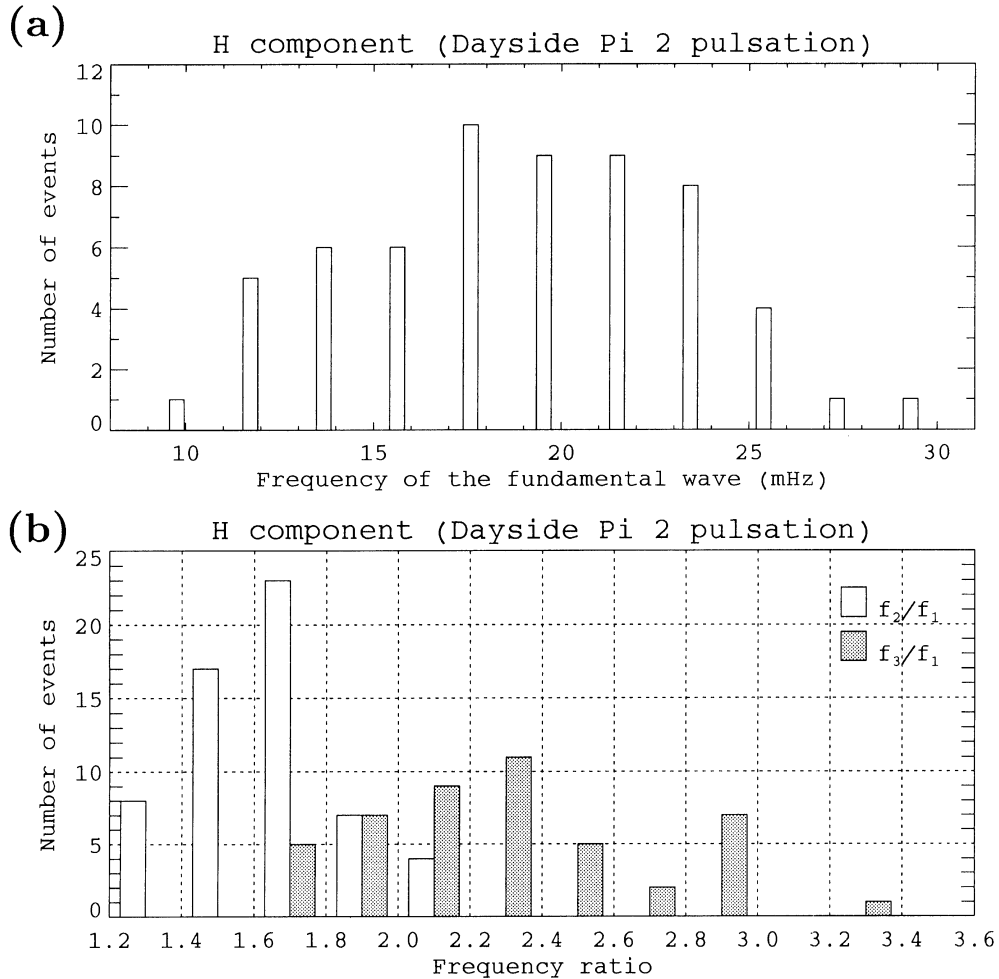 (a)
H component (Dayside Pi 2 pulsation)
Number of events
12
10
8
6
4
2
0
10 15 20 25 30
Frequency of the fundamental wave (mHz)
(b)
H component (Dayside Pi 2 pulsation)
Number of events
25
20
15
10
5
0
f₂/f₁
f₃/f₁
1.2 1.4 1.6 1.8 2.0 2.2 2.4 2.6 2.8 3.0 3.2 3.4 3.6
Frequency ratio